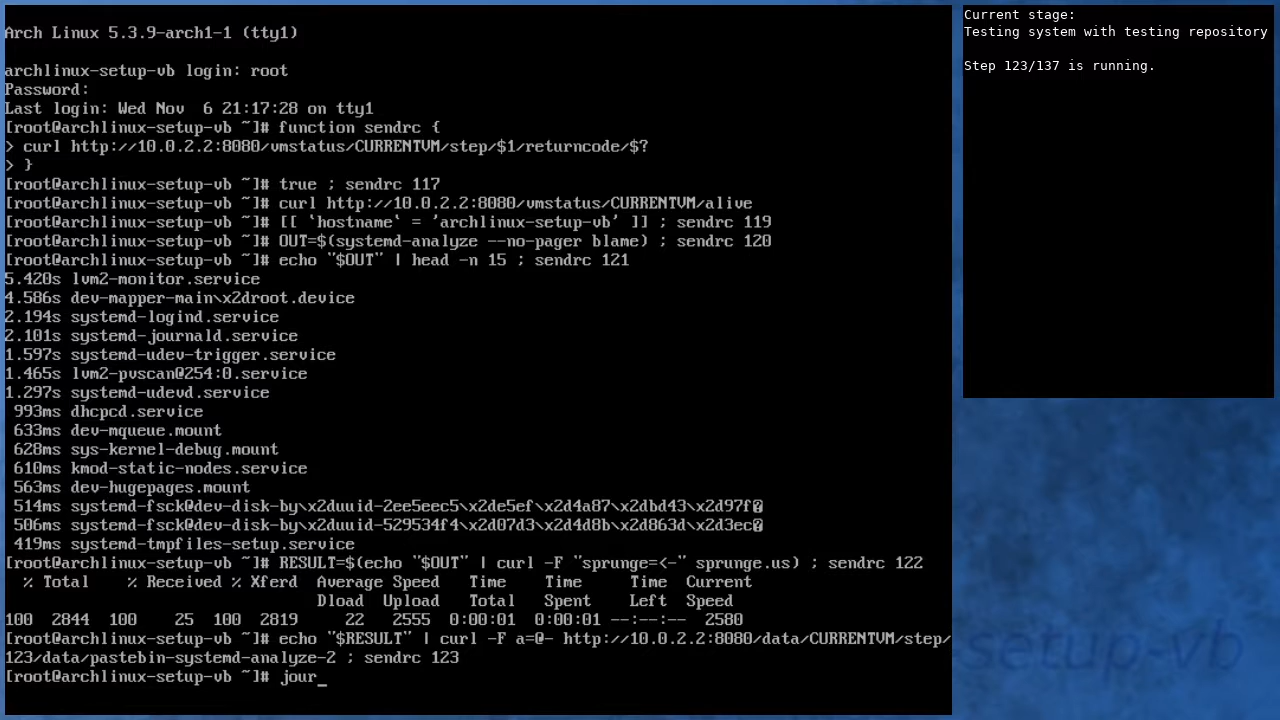 Arch Linux 5.3.9-arch1-1 (tty1)
archlinux-setup-vb login: root
Password:
Last login: Wed Nov  6 21:17:28 on tty1
[root@archlinux-setup-vb ~]# function sendrc {
> curl http://10.0.2.2:8080/vmstatus/CURRENTVM/step/$1/returncode/$?
> }
[root@archlinux-setup-vb ~]# true ; sendrc 117
[root@archlinux-setup-vb ~]# curl http://10.0.2.2:8080/vmstatus/CURRENTVM/alive
[root@archlinux-setup-vb ~]# [[ `hostname` = 'archlinux-setup-vb' ]] ; sendrc 119
[root@archlinux-setup-vb ~]# OUT=$(systemd-analyze --no-pager blame) ; sendrc 120
[root@archlinux-setup-vb ~]# echo "$OUT" | head -n 15 ; sendrc 121
5.420s lvm2-monitor.service
4.586s dev-mapper-main\x2droot.device
2.194s systemd-logind.service
2.101s systemd-journald.service
1.597s systemd-udev-trigger.service
1.465s lvm2-pvscan@254:0.service
1.297s systemd-udevd.service
993ms dhcpcd.service
633ms dev-mqueue.mount
628ms sys-kernel-debug.mount
610ms kmod-static-nodes.service
563ms dev-hugepages.mount
514ms systemd-fsck@dev-disk-by\x2duuid-2ee5eec5\x2de5ef\x2d4a87\x2dbd43\x2d97f�
506ms systemd-fsck@dev-disk-by\x2duuid-529534f4\x2d07d3\x2d4d8b\x2d863d\x2d3ec�
419ms systemd-tmpfiles-setup.service
[root@archlinux-setup-vb ~]# RESULT=$(echo "$OUT" | curl -F "sprunge=<-" sprunge.us) ; sendrc 122
% Total    % Received % Xferd  Average Speed   Time    Time     Time  Current
Dload  Upload   Total   Spent    Left  Speed
100  2844  100    25  100  2819     22   2555  0:00:01  0:00:01 --:--:--  2580
[root@archlinux-setup-vb ~]# echo "$RESULT" | curl -F a=@- http://10.0.2.2:8080/data/CURRENTVM/step/
123/data/pastebin-systemd-analyze-2 ; sendrc 123
[root@archlinux-setup-vb ~]# jour_
Current stage:
Testing system with testing repository
Step 123/137 is running.
setup-vb